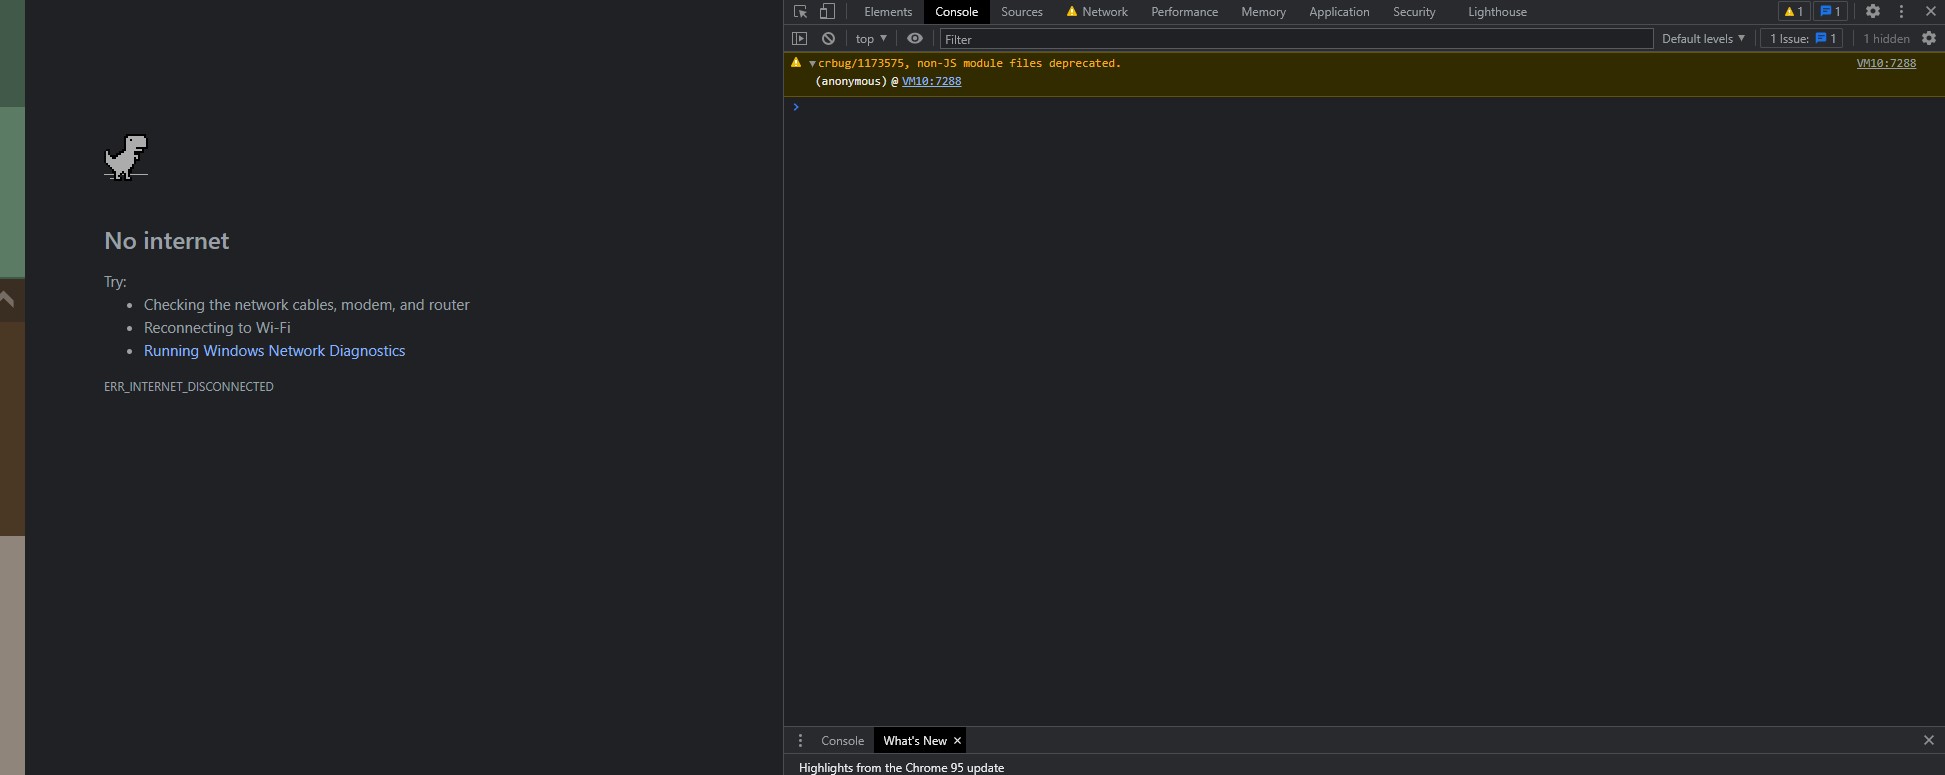 No internet
Try:
Checking the network cables, modem, and router
Reconnecting to Wi-Fi
Running Windows Network Diagnostics
ERR_INTERNET_DISCONNECTED
Elements Console Sources Network Performance Memory Application Security Lighthouse 1 1
top Filter Default levels 1 Issue: 1 1 hidden
crbug/1173575, non-JS module files deprecated. VM10:7288
(anonymous) @ VM10:7288
Console What's New
Highlights from the Chrome 95 update